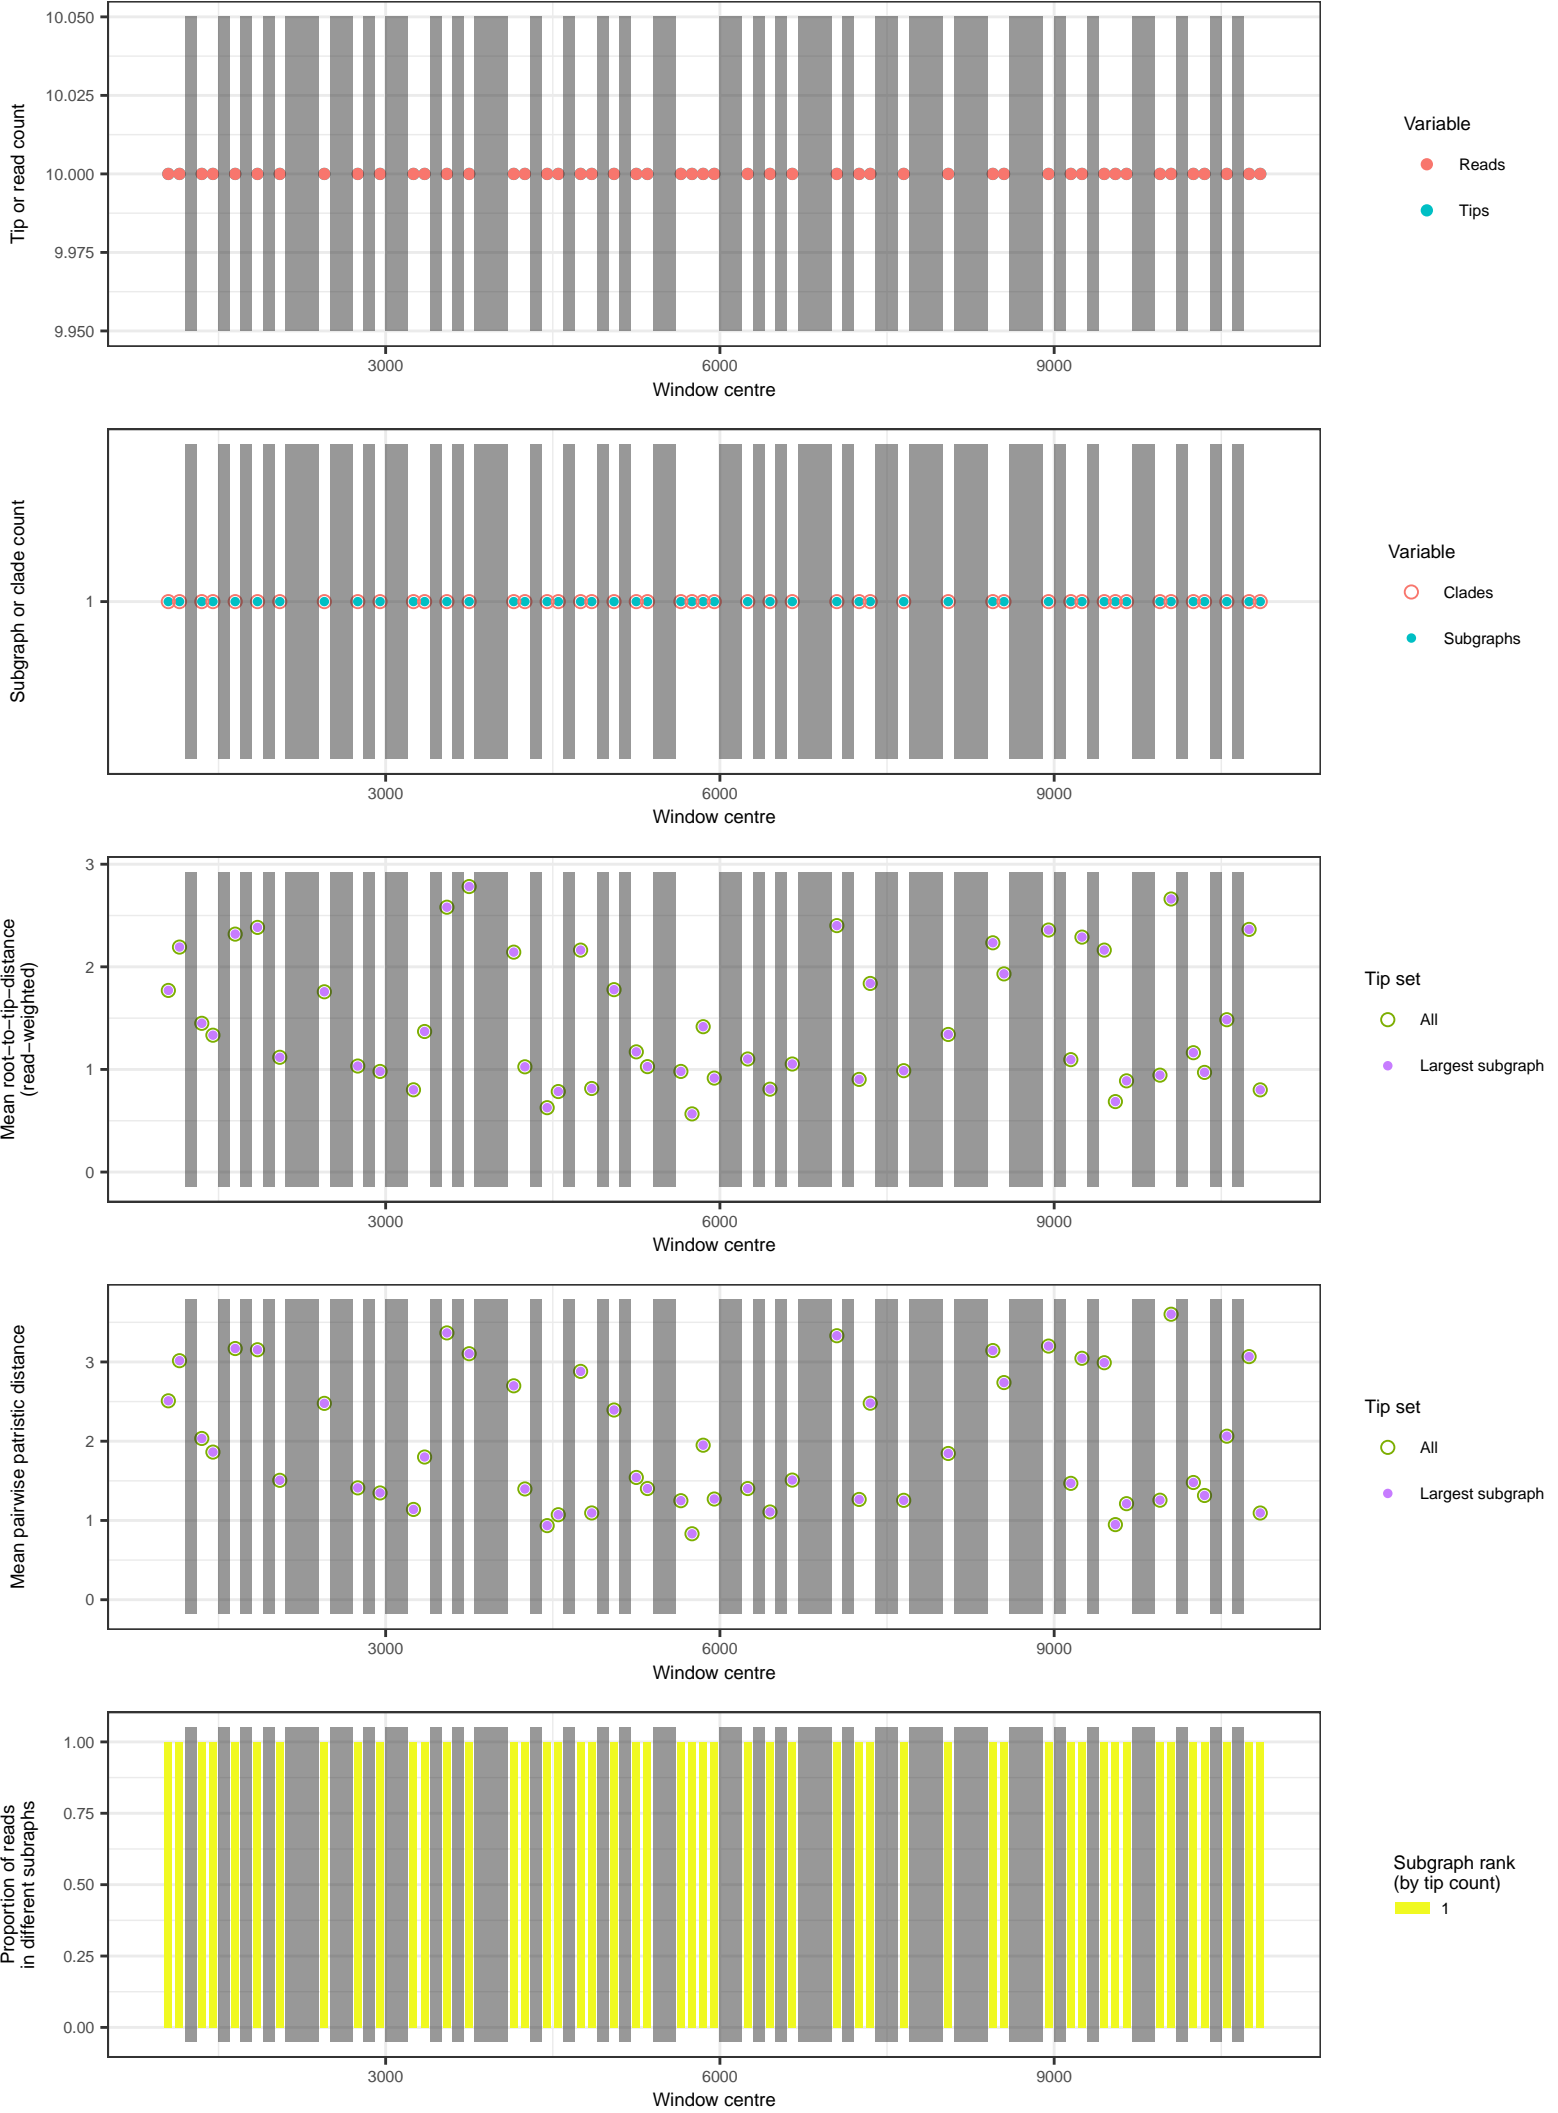 10.050
10.025
10.000
9.975
9.950
Tip or read count
3000
6000
9000
Window centre
Variable
Reads
Tips
1
Subgraph or clade count
3000
6000
9000
Window centre
Variable
Clades
Subgraphs
3
2
1
0
Mean root−to−tip−distance
(read−weighted)
3000
6000
9000
Window centre
Tip set
All
Largest subgraph
3
2
1
0
Mean pairwise patristic distance
3000
6000
9000
Window centre
Tip set
All
Largest subgraph
1.00
0.75
0.50
0.25
0.00
Proportion of reads
in different subraphs
3000
6000
9000
Window centre
Subgraph rank
(by tip count)
1